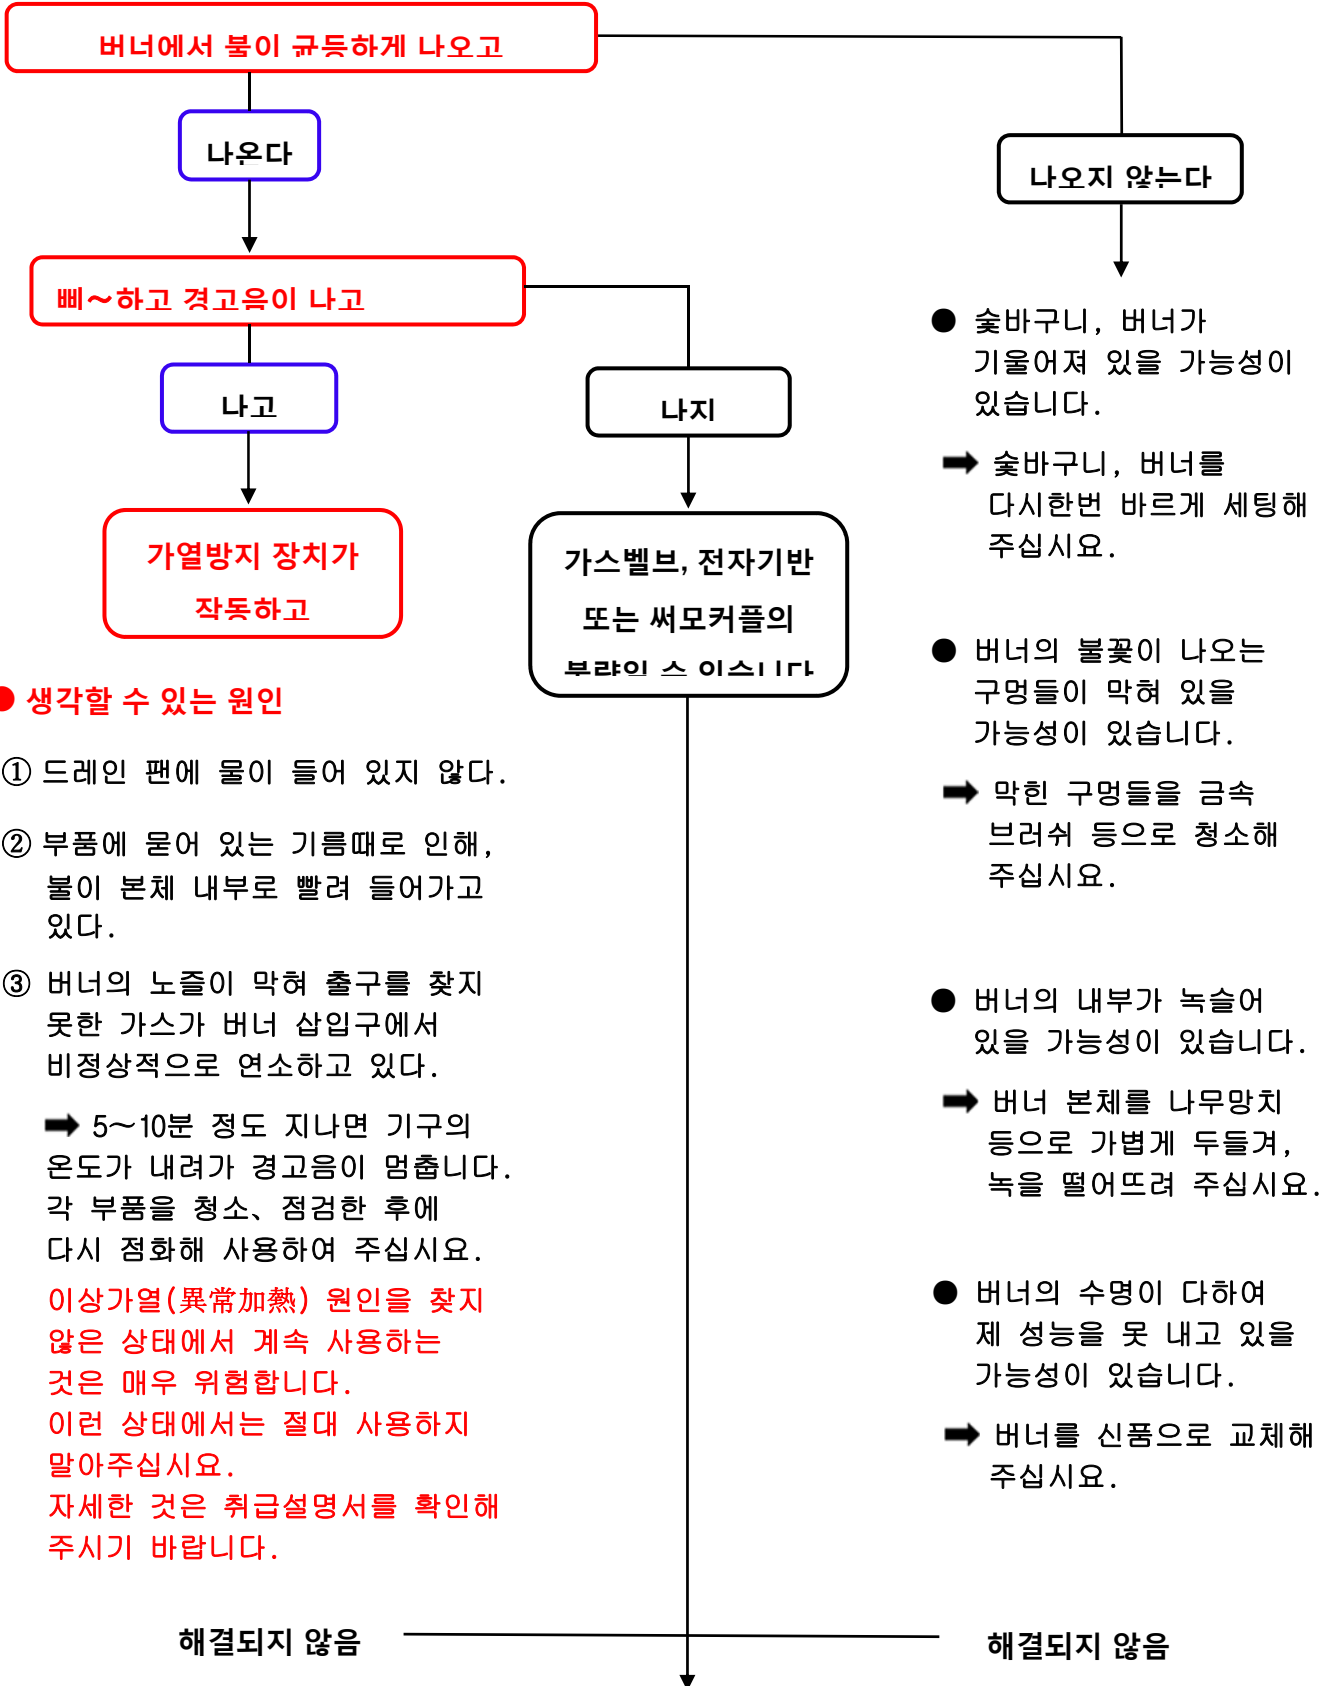 버너에서 불이 균등하게 나오고
나온다
나오지 않는다
삐～하고 경고음이 나고
나고
나지
가열방지 장치가
작동하고
가스벨브, 전자기반
또는 써모커플의
불량일 수 있습니다
● 생각할 수 있는 원인
① 드레인 팬에 물이 들어 있지 않다.
② 부품에 묻어 있는 기름때로 인해,
불이 본체 내부로 빨려 들어가고
있다.
③ 버너의 노즐이 막혀 출구를 찾지
못한 가스가 버너 삽입구에서
비정상적으로 연소하고 있다.
➡ 5～10분 정도 지나면 기구의
온도가 내려가 경고음이 멈춥니다.
각 부품을 청소、점검한 후에
다시 점화해 사용하여 주십시요.
이상가열(異常加熱) 원인을 찾지
않은 상태에서 계속 사용하는
것은 매우 위험합니다.
이런 상태에서는 절대 사용하지
말아주십시요.
자세한 것은 취급설명서를 확인해
주시기 바랍니다.
● 숯바구니, 버너가
기울어져 있을 가능성이
있습니다.
➡ 숯바구니, 버너를
다시한번 바르게 세팅해
주십시요.
● 버너의 불꽃이 나오는
구멍들이 막혀 있을
가능성이 있습니다.
➡ 막힌 구멍들을 금속
브러쉬 등으로 청소해
주십시요.
● 버너의 내부가 녹슬어
있을 가능성이 있습니다.
➡ 버너 본체를 나무망치
등으로 가볍게 두들겨,
녹을 떨어뜨려 주십시요.
● 버너의 수명이 다하여
제 성능을 못 내고 있을
가능성이 있습니다.
➡ 버너를 신품으로 교체해
주십시요.
해결되지 않음
해결되지 않음